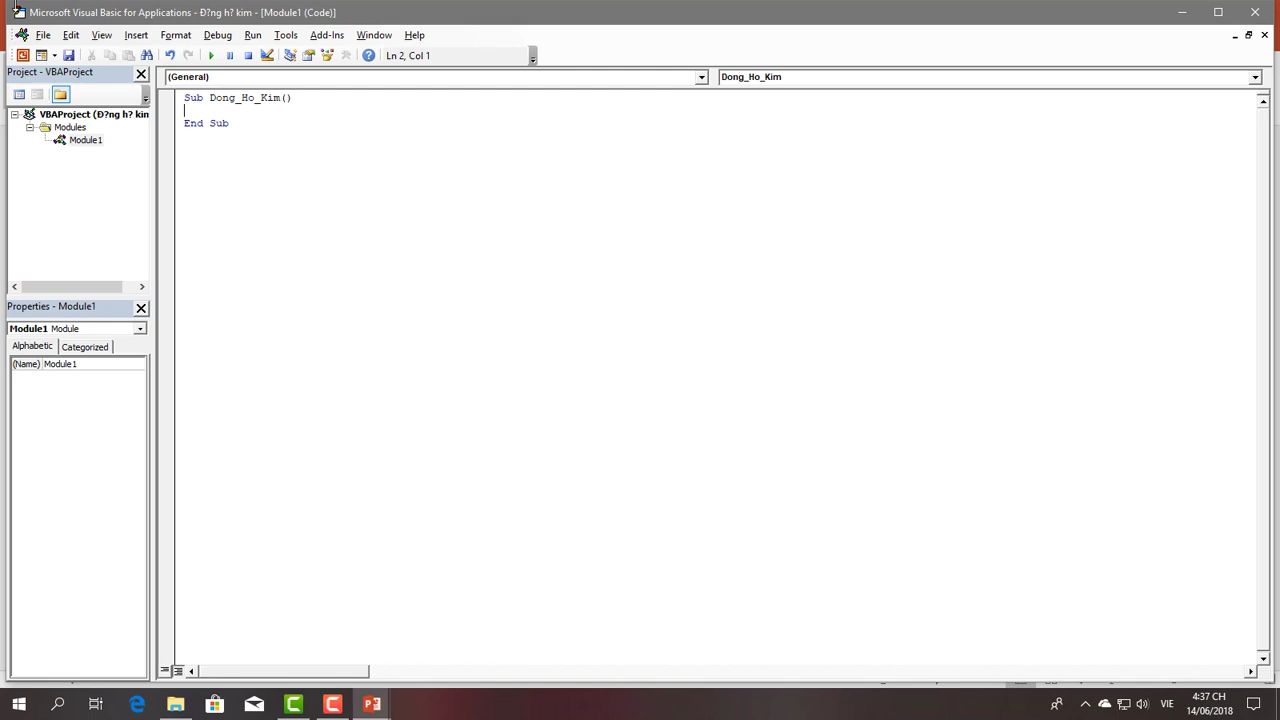 Microsoft Visual Basic for Applications - Đ?ng h? kim - [Module1 (Code)]
File Edit View Insert Format Debug Run Tools Add-Ins Window Help
Ln 2, Col 1
Project - VBAProject
(General)
Dong_Ho_Kim
VBAProject (Đ?ng h? kim
Modules
Module1
Sub Dong_Ho_Kim()
End Sub
Properties - Module1
Module1 Module
Alphabetic Categorized
(Name) Module1
VIE
4:37 CH
14/06/2018